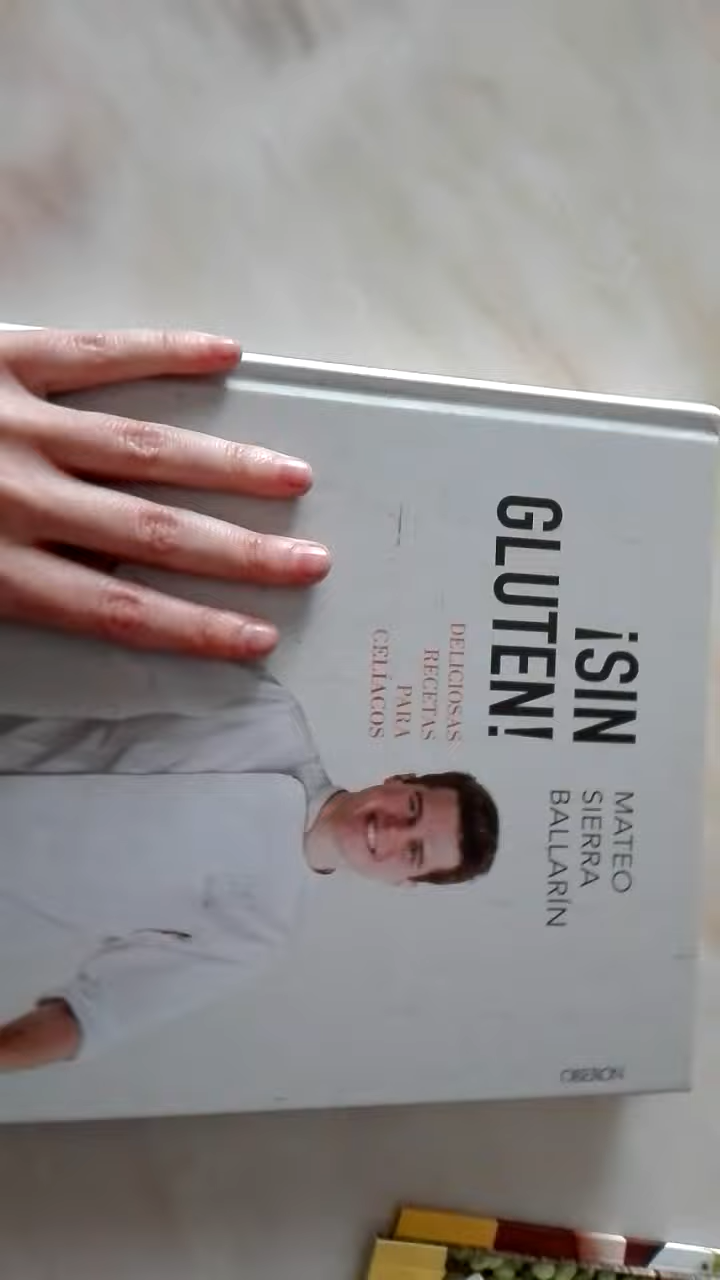 ¡SIN
GLUTEN!
DELICIOSAS
RECETAS
PARA
CELÍACOS
MATEO
SIERRA
BALLARÍN
OBERON